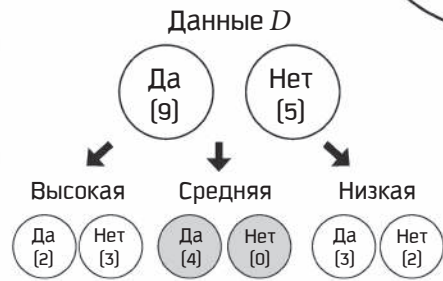 Данные D
Да Нет
(9) (5)
Высокая Средняя Низкая
Да Нет Да Нет Да Нет
(2) (3) (4) (0) (3) (2)